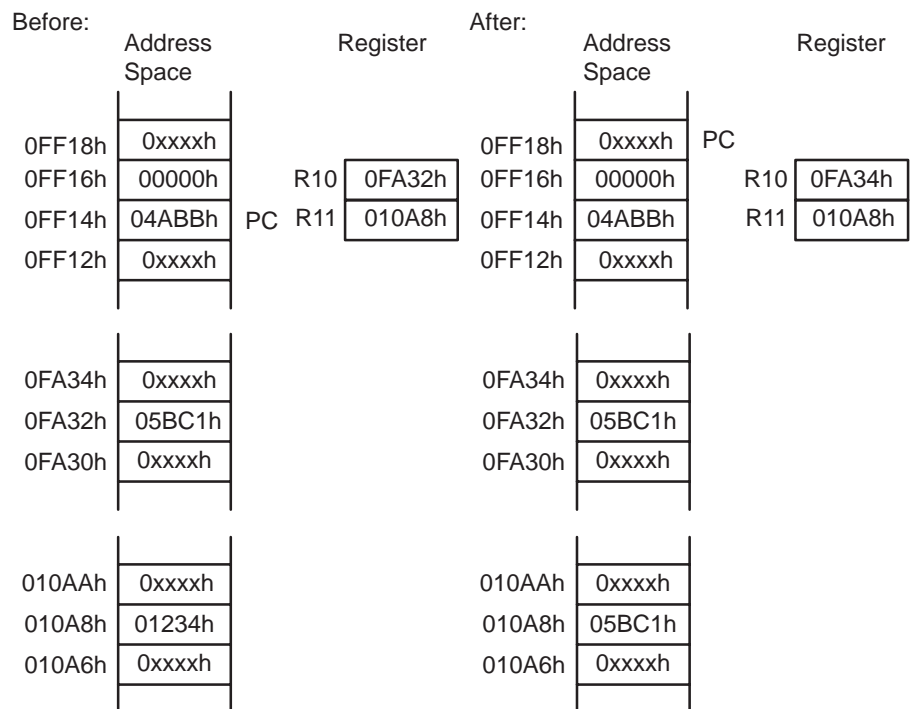 Before:
Address Space
Register
0FF18h 0xxxxh
0FF16h 00000h
0FF14h 04ABBh PC
0FF12h 0xxxxh
R10 0FA32h
R11 010A8h
0FA34h 0xxxxh
0FA32h 05BC1h
0FA30h 0xxxxh
010AAh 0xxxxh
010A8h 01234h
010A6h 0xxxxh
After:
Address Space
Register
0FF18h 0xxxxh PC
0FF16h 00000h
0FF14h 04ABBh
0FF12h 0xxxxh
R10 0FA34h
R11 010A8h
0FA34h 0xxxxh
0FA32h 05BC1h
0FA30h 0xxxxh
010AAh 0xxxxh
010A8h 05BC1h
010A6h 0xxxxh